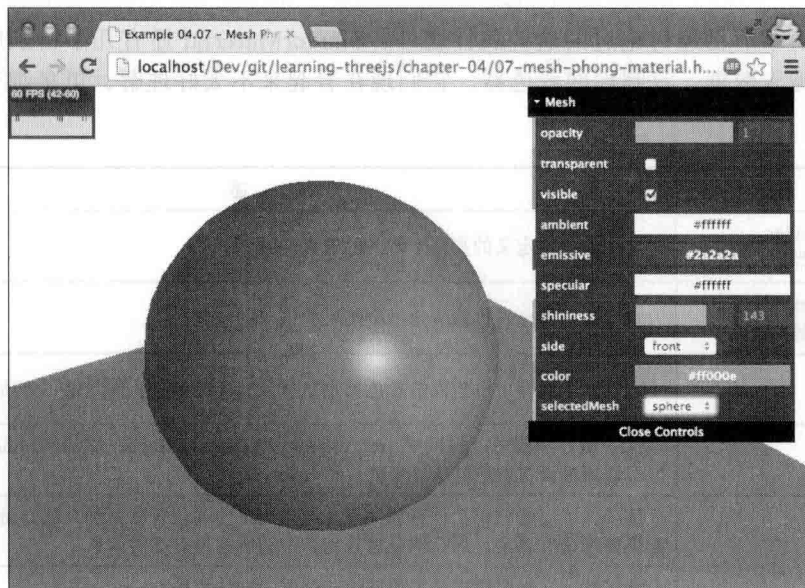 Example 04.07 - Mesh Phr
localhost/Dev/git/learning-threejs/chapter-04/07-mesh-phong-material.h...
60 FPS (42-60)
Mesh
opacity 1
transparent
visible
ambient #ffffff
emissive #2a2a2a
specular #ffffff
shininess 143
side front
color #ff000e
selectedMesh sphere
Close Controls